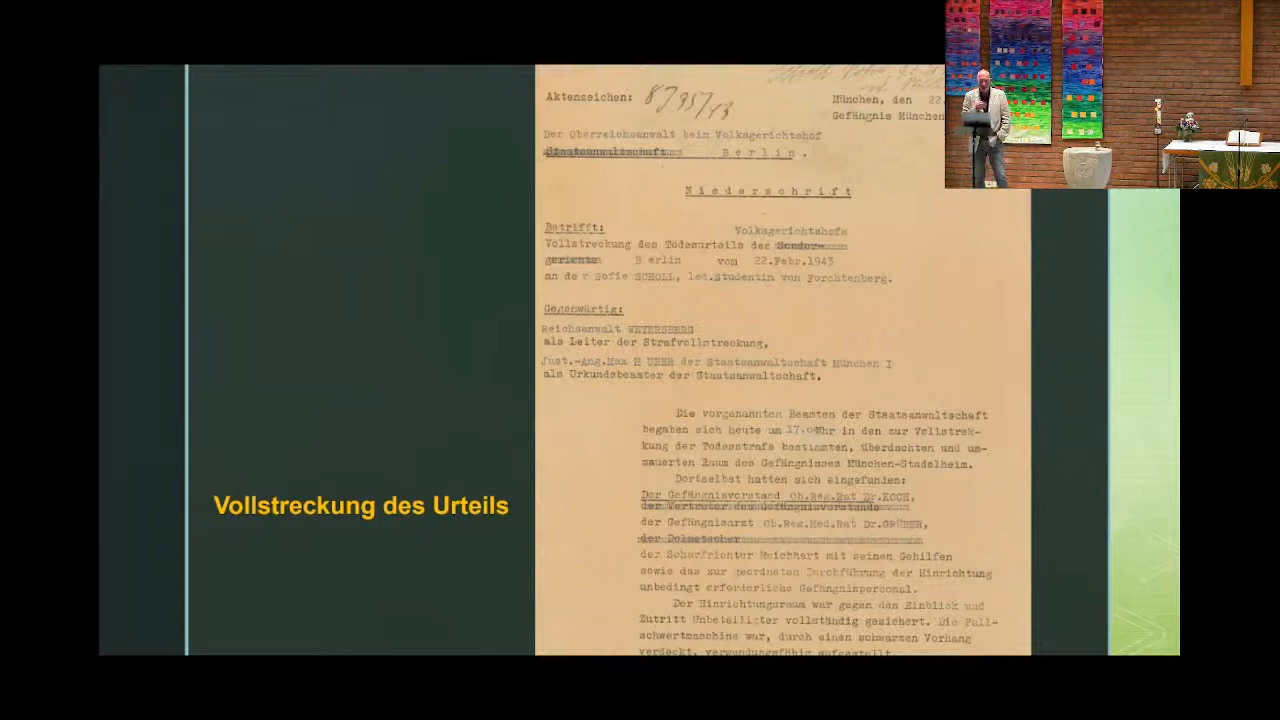 Vollstreckung des Urteils
Aktenzeichen: 8/35/43
München, den 22.
Gefängnis München
Der Oberreichsanwalt beim Volksgerichtshof
Staatsanwaltschaft Berlin.
Niederschrift
Betrifft: Volksgerichtshofs
Vollstreckung des Todesurteils des Sonder-
gerichts Berlin vom 22.Febr.1943
an der Sofie SCHOLL, led.Studentin von Forchtenberg.
Gegenwärtig:
Reichsanwalt WEYERSBERG
als Leiter der Strafvollstreckung,
Just.-Ang.Max HUBER der Staatsanwaltschaft München I
als Urkundsbeamter der Staatsanwaltschaft.
Die vorgenannten Beamten der Staatsanwaltschaft
begaben sich heute um 17.00 Uhr in den zur Vollstrek-
kung der Todesstrafe bestimmten, überdachten und um-
mauerten Raum des Gefängnisses München-Stadelheim.
Dortselbst hatten sich eingefunden:
Der Gefängnisvorstand Ob.Reg.Rat Dr.KOCH,
der Vertreter des Gefängnisvorstands
der Gefängnisarzt Ob.Reg.Med.Rat Dr.GRÜBER,
der Dolmetscher
der Scharfrichter Reichhart mit seinen Gehilfen
sowie das zur geordneten Durchführung der Hinrichtung
unbedingt erforderliche Gefängnispersonal.
Der Hinrichtungsraum war gegen den Einblick und
Zutritt Unbeteiligter vollständig gesichert. Die Fall-
schwertmaschine war, durch einen schwarzen Vorhang
verdeckt, verwendungsfähig aufgestellt.